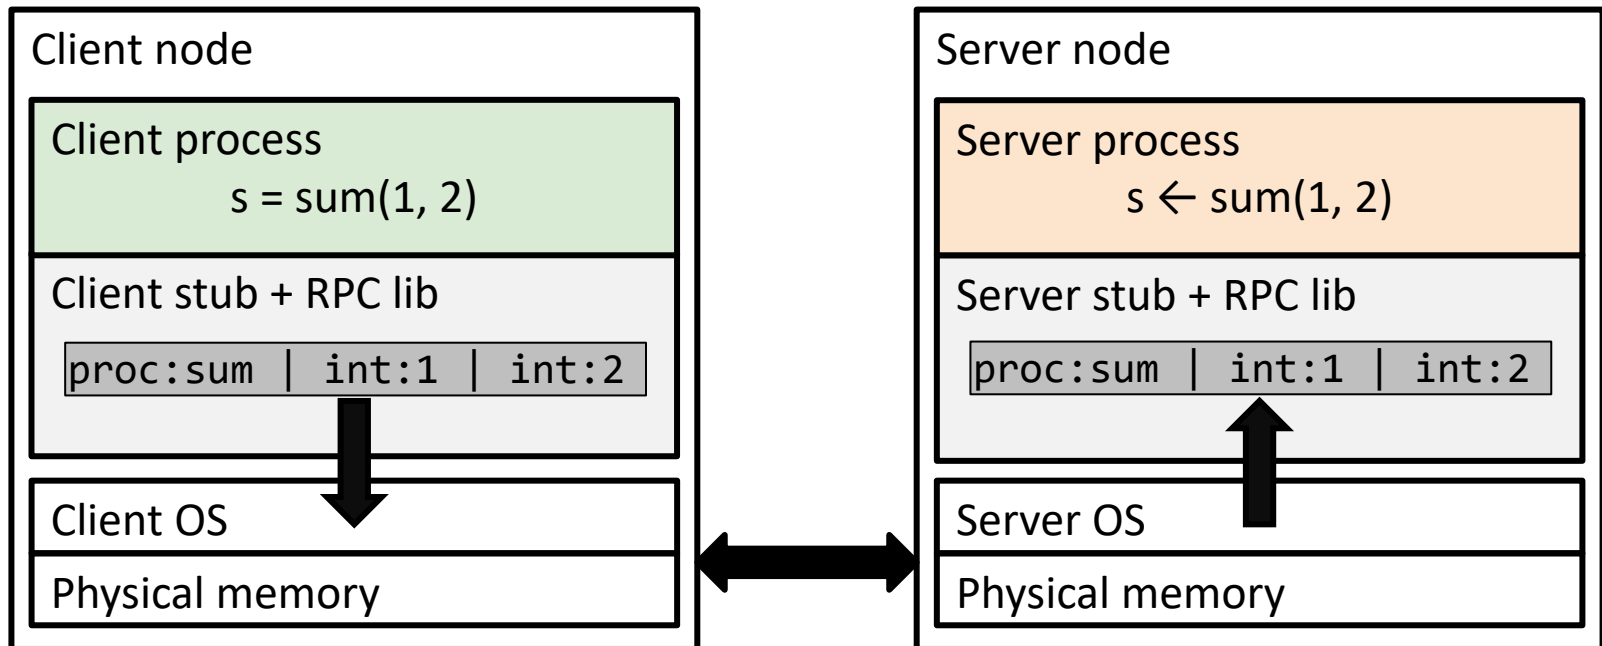 Client node
Client process
s = sum(1, 2)
Client stub + RPC lib
proc:sum | int:1 | int:2
Client OS
Physical memory
Server node
Server process
s ← sum(1, 2)
Server stub + RPC lib
proc:sum | int:1 | int:2
Server OS
Physical memory